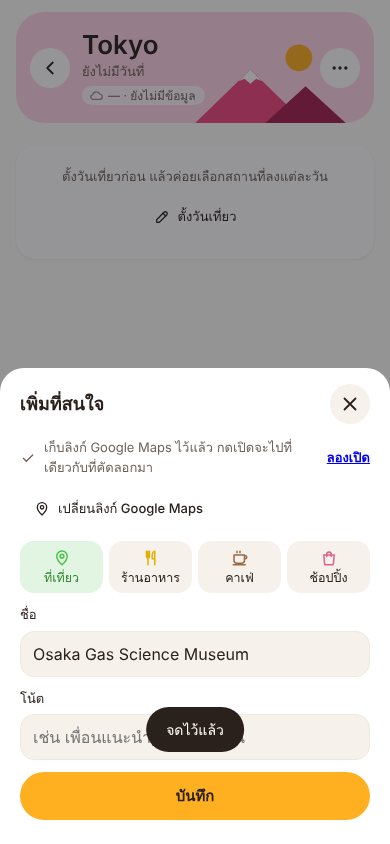 Tokyo
ยังไม่มีวันที่
— · ยังไม่มีข้อมูล
ตั้งวันเที่ยวก่อน แล้วค่อยเลือกสถานที่ลงแต่ละวัน
ตั้งวันเที่ยว
เพิ่มที่สนใจ
เก็บลิงก์ Google Maps ไว้แล้ว กดเปิดจะไปที่
เดียวกับที่คัดลอกมา
ลองเปิด
เปลี่ยนลิงก์ Google Maps
ที่เที่ยว
ร้านอาหาร
คาเฟ่
ช้อปปิ้ง
ชื่อ
Osaka Gas Science Museum
โน้ต
เช่น เพื่อนแนะนำ
จดไว้แล้ว
บันทึก